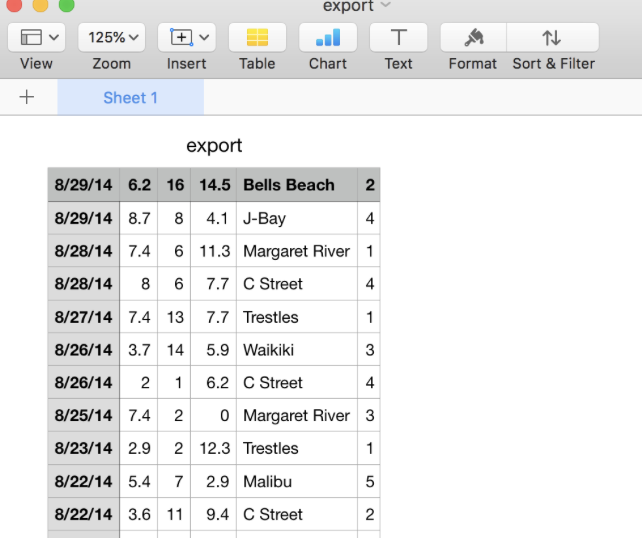 export
125%
View Zoom Insert Table Chart Text Format Sort & Filter
+ Sheet 1
export
8/29/14 6.2 16 14.5 Bells Beach 2
8/29/14 8.7 8 4.1 J-Bay 4
8/28/14 7.4 6 11.3 Margaret River 1
8/28/14 8 6 7.7 C Street 4
8/27/14 7.4 13 7.7 Trestles 1
8/26/14 3.7 14 5.9 Waikiki 3
8/26/14 2 1 6.2 C Street 4
8/25/14 7.4 2 0 Margaret River 3
8/23/14 2.9 2 12.3 Trestles 1
8/22/14 5.4 7 2.9 Malibu 5
8/22/14 3.6 11 9.4 C Street 2